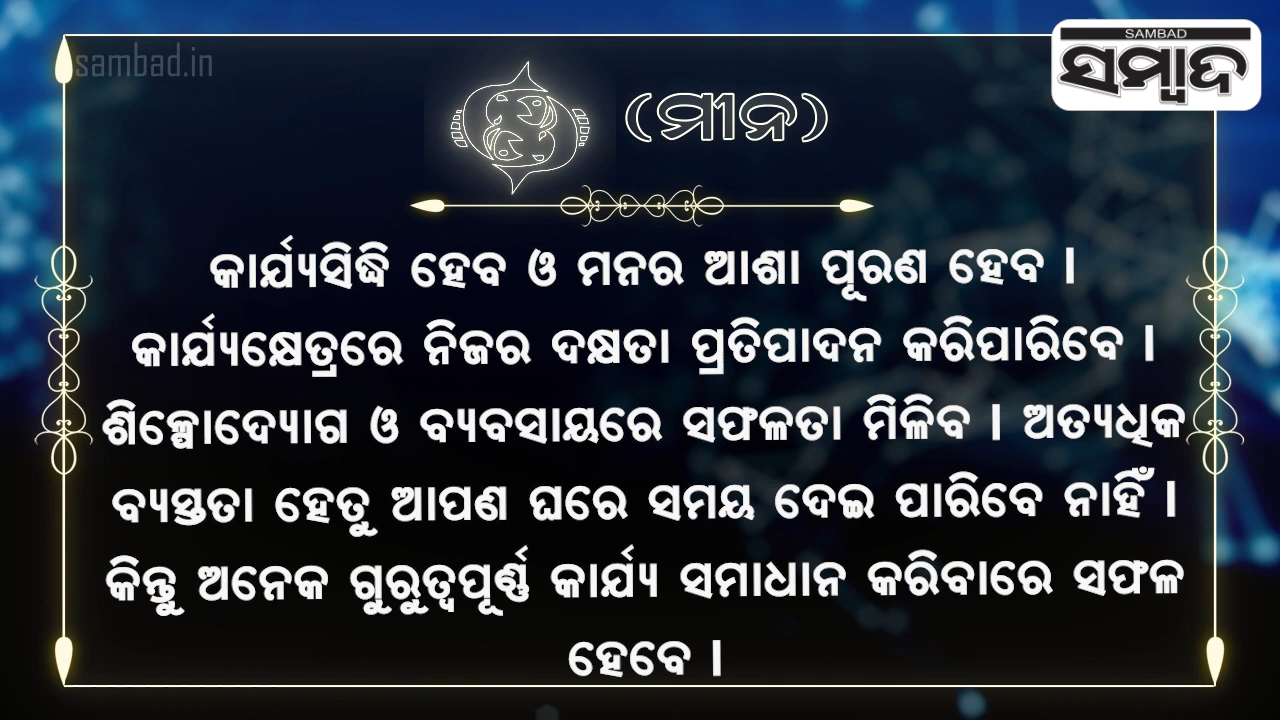 sambad.in
SAMBAD
ସମ୍ବାଦ
(ମୀନ)
କାର୍ଯ୍ୟସିଦ୍ଧି ହେବ ଓ ମନର ଆଶା ପୂରଣ ହେବ ।
କାର୍ଯ୍ୟକ୍ଷେତ୍ରରେ ନିଜର ଦକ୍ଷତା ପ୍ରତିପାଦନ କରିପାରିବେ ।
ଶିଳ୍ପୋଦ୍ୟୋଗ ଓ ବ୍ୟବସାୟରେ ସଫଳତା ମିଳିବ । ଅତ୍ୟଧିକ
ବ୍ୟସ୍ତତା ହେତୁ ଆପଣ ଘରେ ସମୟ ଦେଇ ପାରିବେ ନାହିଁ ।
କିନ୍ତୁ ଅନେକ ଗୁରୁତ୍ୱପୂର୍ଣ୍ଣ କାର୍ଯ୍ୟ ସମାଧାନ କରିବାରେ ସଫଳ
ହେବେ ।